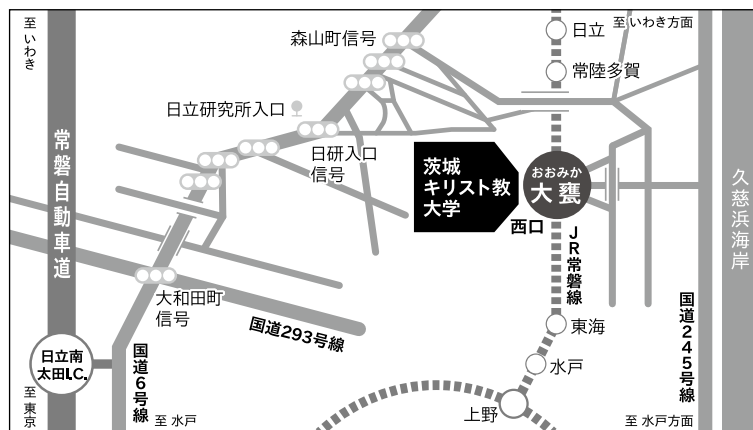 至いわき
森山町信号
日立
至いわき方面
常陸多賀
日立研究所入口
日研入口
信号
茨城
キリスト教
大学
おおみか
大甕
西口
常磐自動車道
久慈浜海岸
JR常磐線
大和田町
信号
国道293号線
国道245号線
東海
日立南
太田I.C.
国道6号線
水戸
上野
至東京
至水戸
至水戸方面